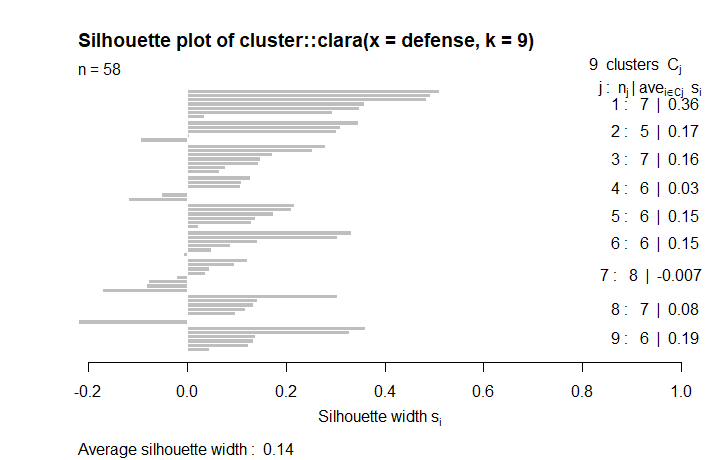 Silhouette plot of cluster::clara(x = defense, k = 9)
n = 58
9 clusters Cj
j : nj | avei∈Cj si
1 : 7 | 0.36
2 : 5 | 0.17
3 : 7 | 0.16
4 : 6 | 0.03
5 : 6 | 0.15
6 : 6 | 0.15
7 : 8 | -0.007
8 : 7 | 0.08
9 : 6 | 0.19
-0.2 0.0 0.2 0.4 0.6 0.8 1.0
Silhouette width si
Average silhouette width : 0.14